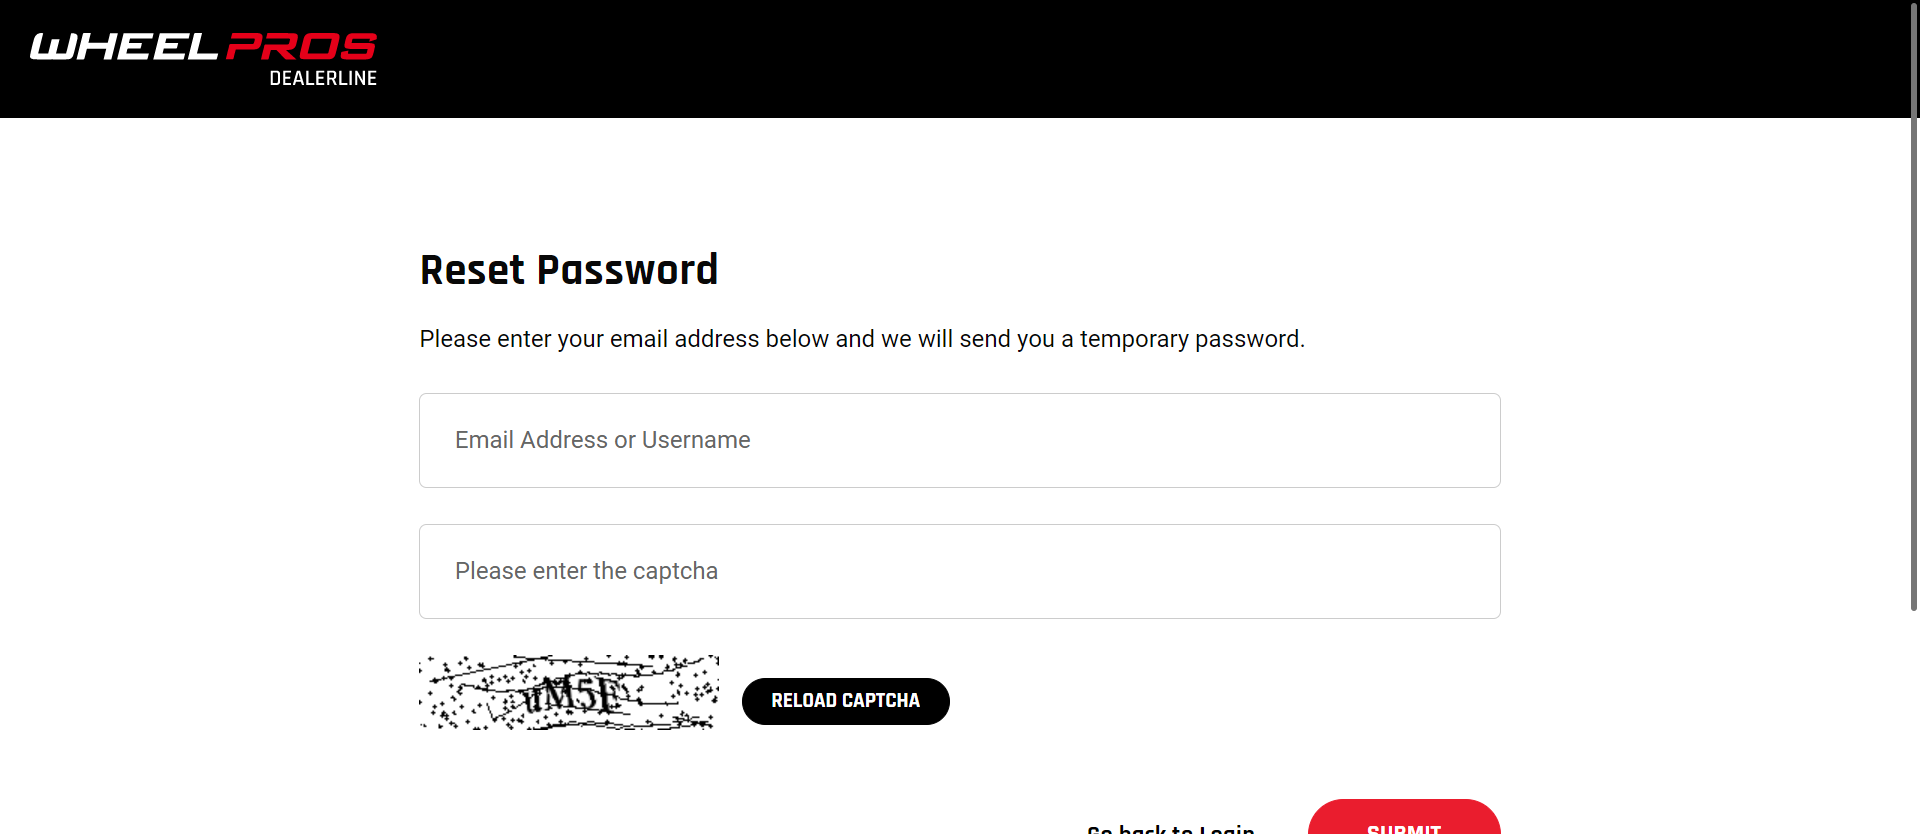 WHEEL PROS
DEALERLINE
Reset Password
Please enter your email address below and we will send you a temporary password.
Email Address or Username
Please enter the captcha
RELOAD CAPTCHA
Go back to Login
SUBMIT